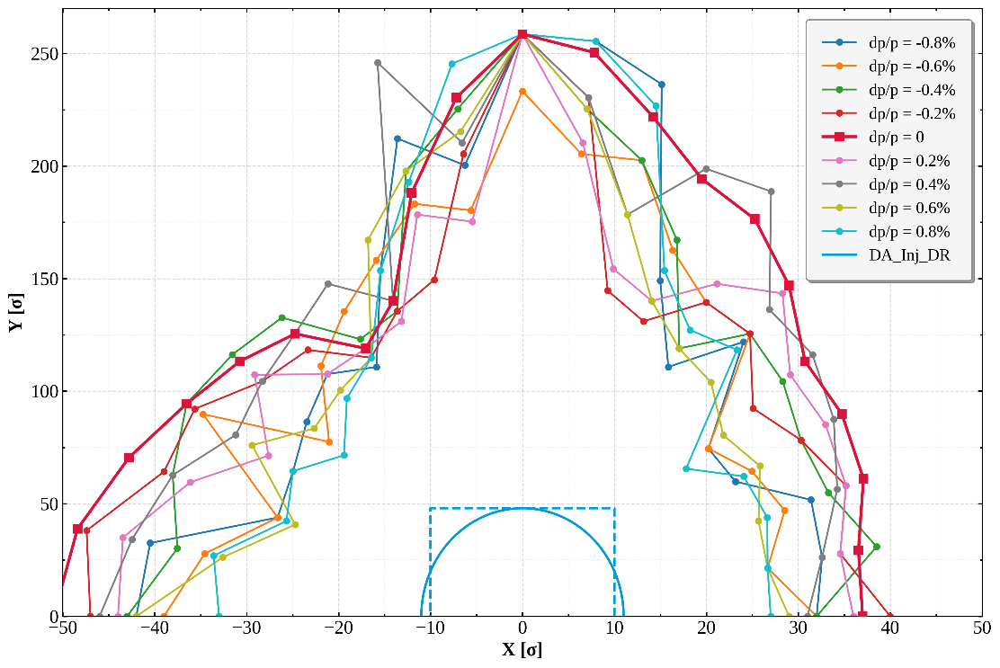 250
200
150
100
50
0
Y [σ]
−50
−40
−30
−20
−10
0
10
20
30
40
50
X [σ]
dp/p = -0.8%
dp/p = -0.6%
dp/p = -0.4%
dp/p = -0.2%
dp/p = 0
dp/p = 0.2%
dp/p = 0.4%
dp/p = 0.6%
dp/p = 0.8%
DA_Inj_DR